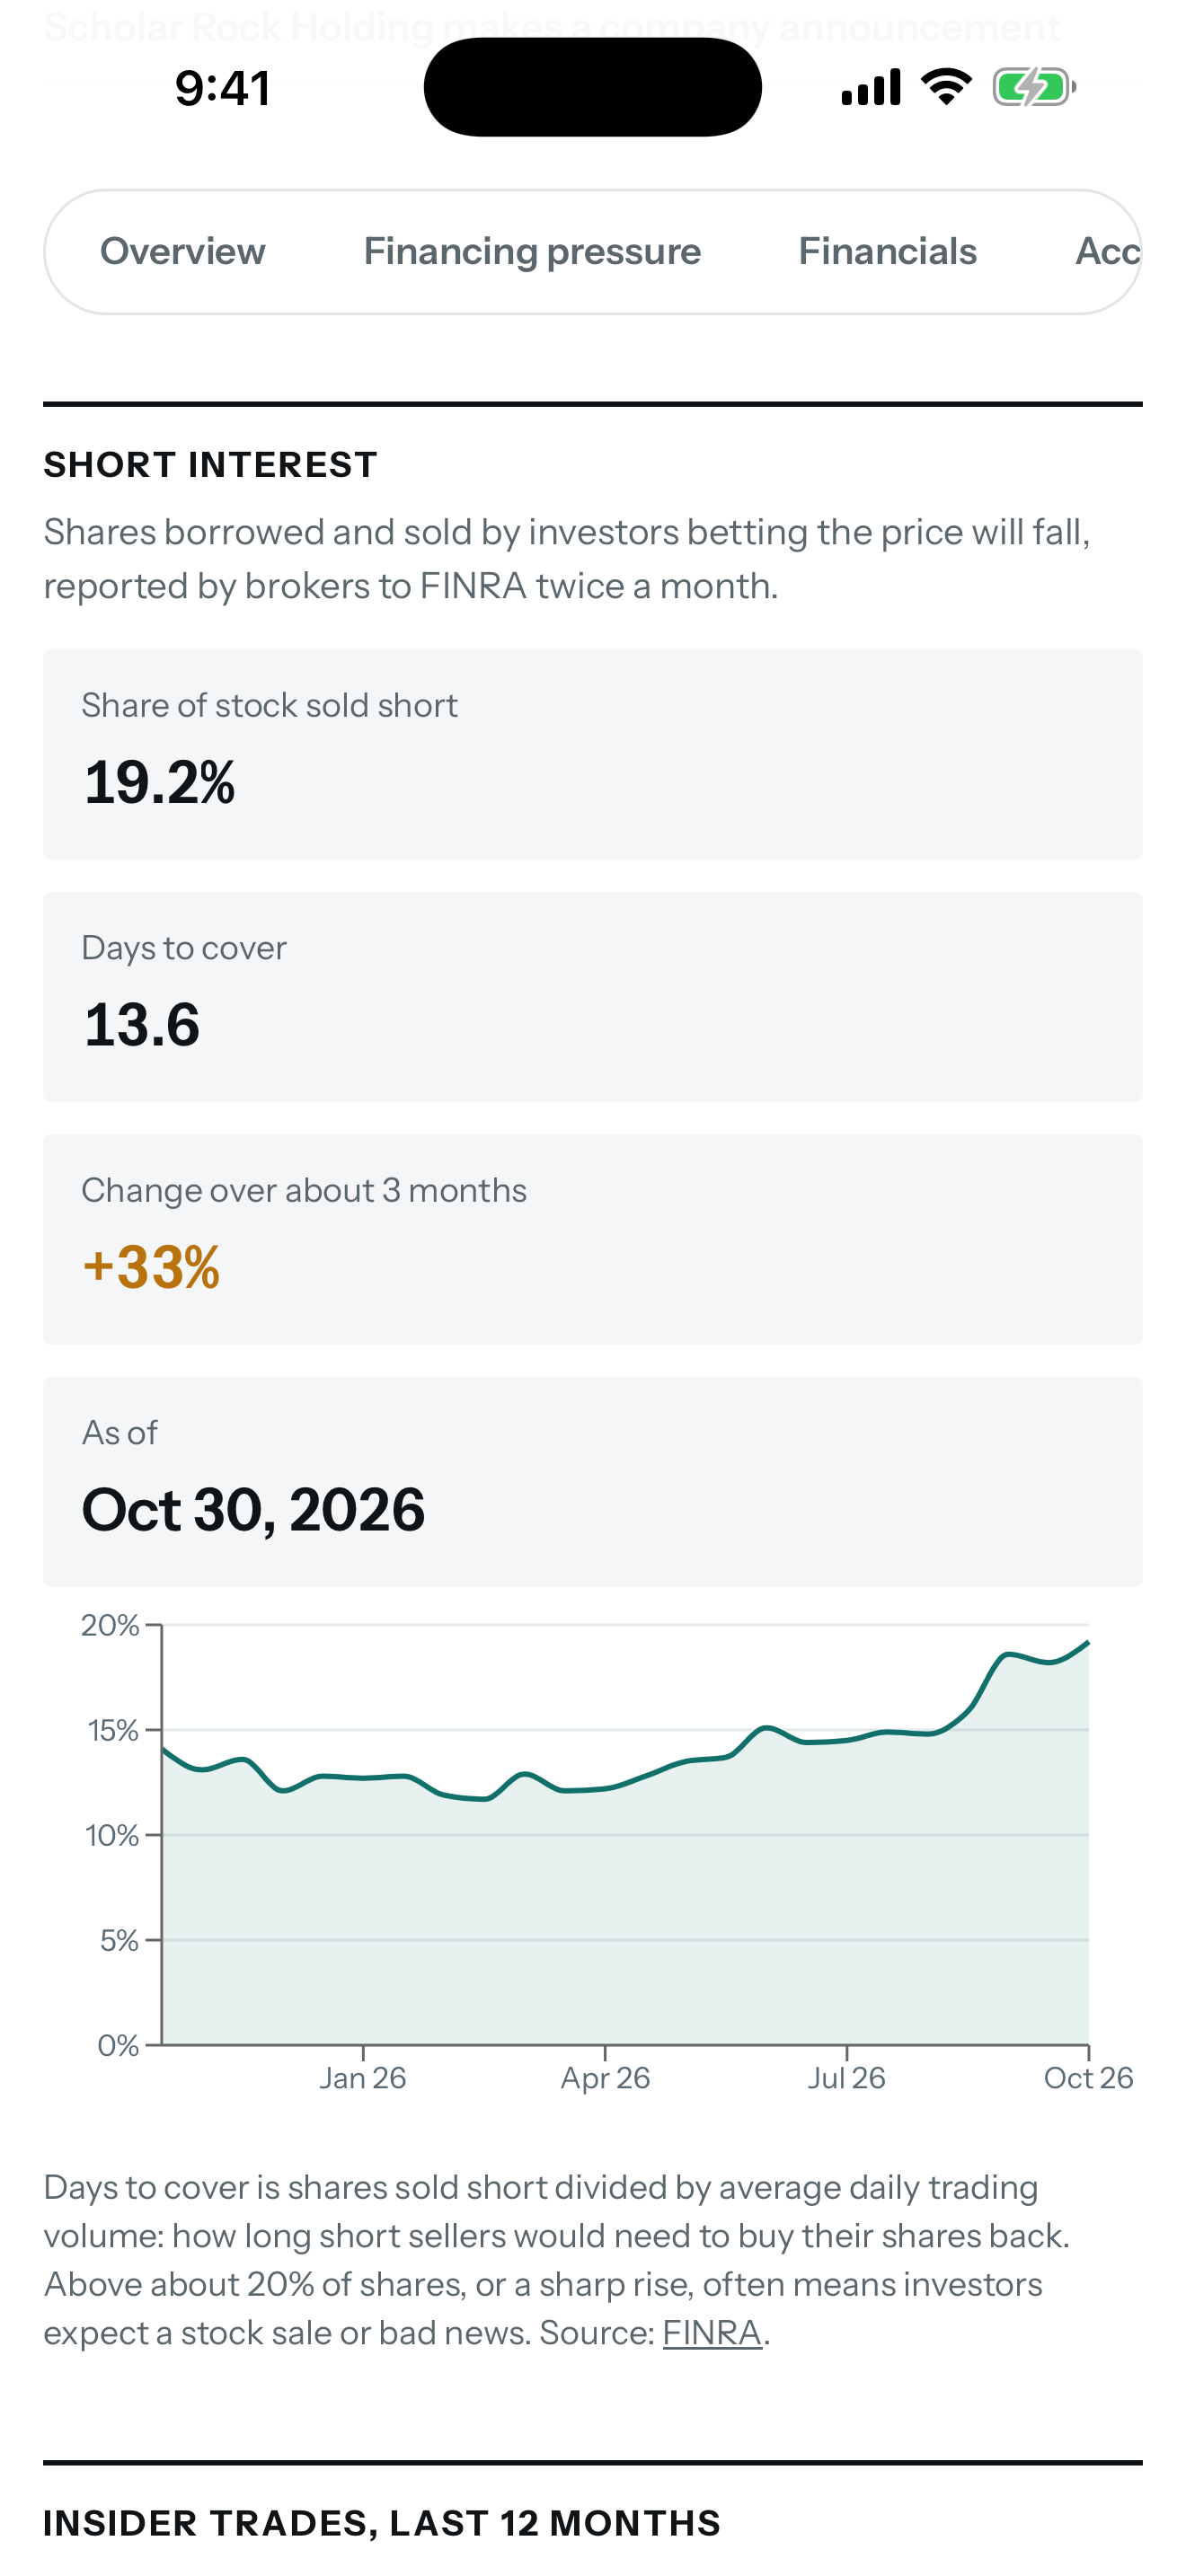 Scholar Rock Holding makes a company announcement
9:41
Overview Financing pressure Financials Acc
SHORT INTEREST
Shares borrowed and sold by investors betting the price will fall,
reported by brokers to FINRA twice a month.
Share of stock sold short
19.2%
Days to cover
13.6
Change over about 3 months
+33%
As of
Oct 30, 2026
20%
15%
10%
5%
0%
Jan 26 Apr 26 Jul 26 Oct 26
Days to cover is shares sold short divided by average daily trading
volume: how long short sellers would need to buy their shares back.
Above about 20% of shares, or a sharp rise, often means investors
expect a stock sale or bad news. Source: FINRA.
INSIDER TRADES, LAST 12 MONTHS